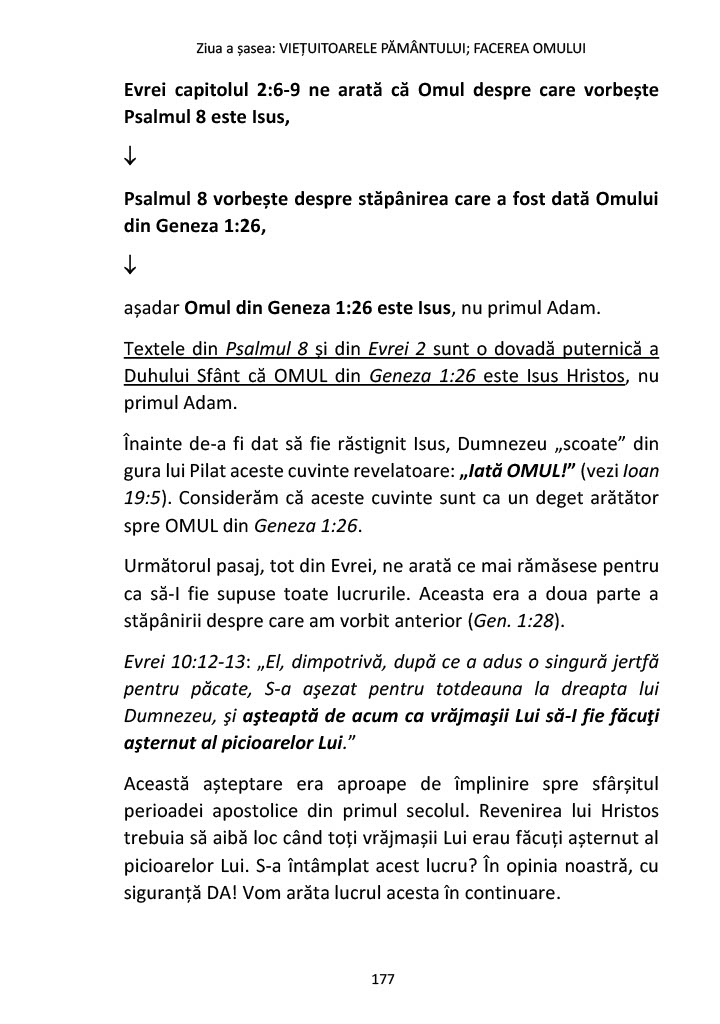 Ziua a șasea: VIEȚUITOARELE PĂMÂNTULUI; FACEREA OMULUI
Evrei capitolul 2:6-9 ne arată că Omul despre care vorbește
Psalmul 8 este Isus,
↓
Psalmul 8 vorbește despre stăpânirea care a fost dată Omului
din Geneza 1:26,
↓
așadar Omul din Geneza 1:26 este Isus, nu primul Adam.
Textele din Psalmul 8 și din Evrei 2 sunt o dovadă puternică a
Duhului Sfânt că OMUL din Geneza 1:26 este Isus Hristos, nu
primul Adam.
Înainte de-a fi dat să fie răstignit Isus, Dumnezeu „scoate” din
gura lui Pilat aceste cuvinte revelatoare: „Iată OMUL!” (vezi Ioan
19:5). Considerăm că aceste cuvinte sunt ca un deget arătător
spre OMUL din Geneza 1:26.
Următorul pasaj, tot din Evrei, ne arată ce mai rămăsese pentru
ca să-I fie supuse toate lucrurile. Aceasta era a doua parte a
stăpânirii despre care am vorbit anterior (Gen. 1:28).
Evrei 10:12-13: „El, dimpotrivă, după ce a adus o singură jertfă
pentru păcate, S-a aşezat pentru totdeauna la dreapta lui
Dumnezeu, şi aşteaptă de acum ca vrăjmaşii Lui să-I fie făcuţi
aşternut al picioarelor Lui.”
Această așteptare era aproape de împlinire spre sfârșitul
perioadei apostolice din primul secolul. Revenirea lui Hristos
trebuia să aibă loc când toți vrăjmașii Lui erau făcuți așternut al
picioarelor Lui. S-a întâmplat acest lucru? În opinia noastră, cu
siguranță DA! Vom arăta lucrul acesta în continuare.
177